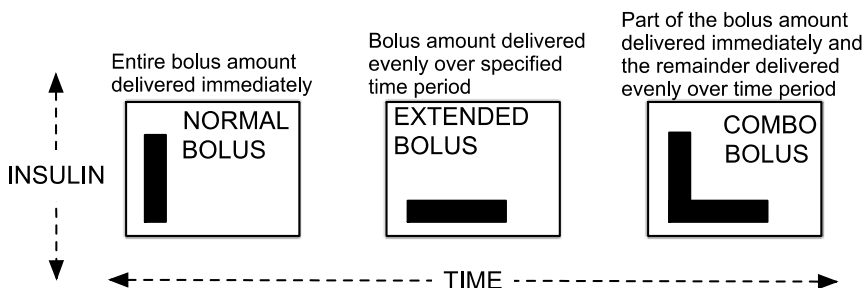 Entire bolus amount
delivered immediately
Bolus amount delivered
evenly over specified
time period
Part of the bolus amount
delivered immediately and
the remainder delivered
evenly over time period
INSULIN
NORMAL
BOLUS
EXTENDED
BOLUS
COMBO
BOLUS
TIME